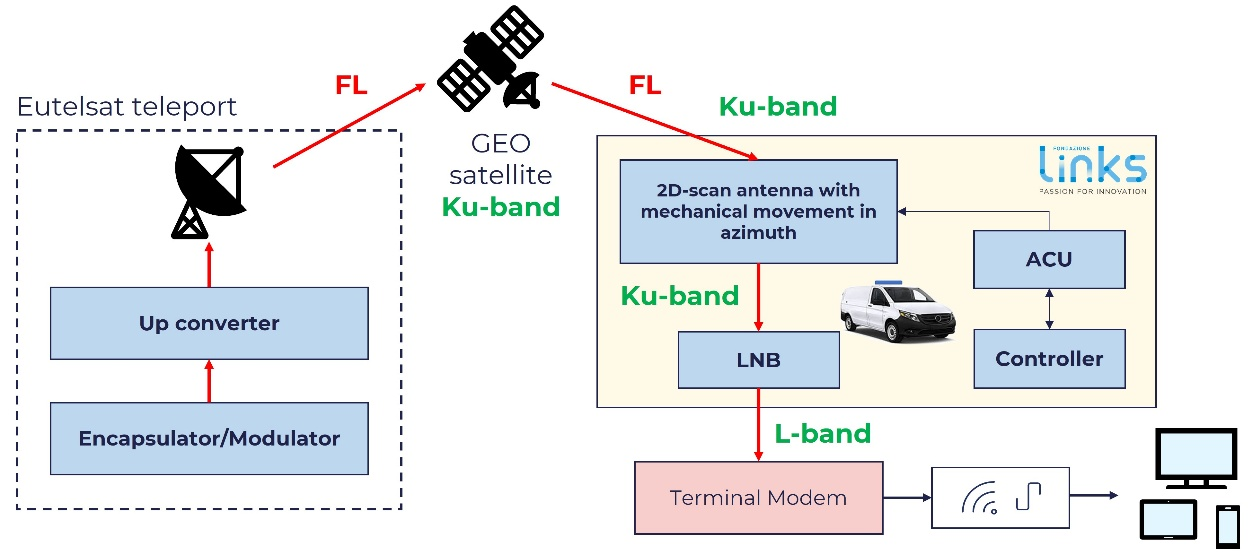 FL
FL
Ku-band
Eutelsat teleport
GEO
satellite
Ku-band
FONDAZIONE
links
PASSION FOR INNOVATION
2D-scan antenna with
mechanical movement in
azimuth
ACU
Ku-band
Up converter
LNB
Controller
Encapsulator/Modulator
L-band
Terminal Modem